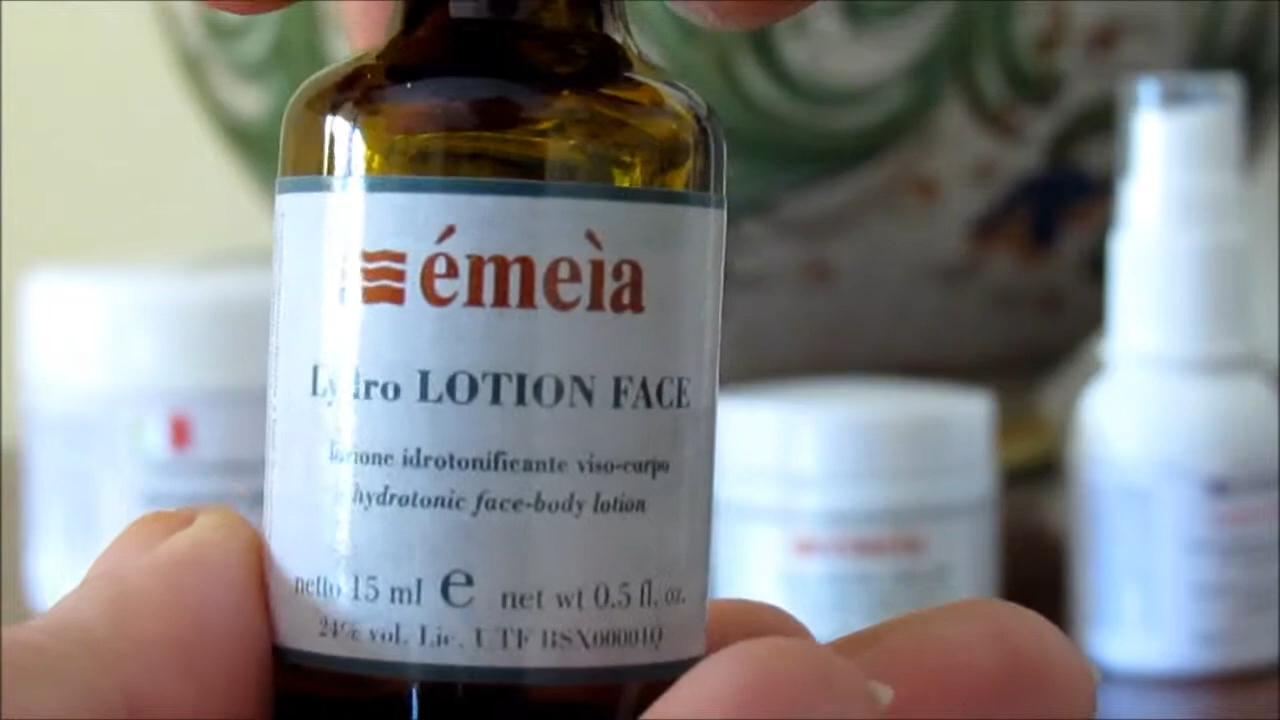 émeìa
Lydro LOTION FACE
lozione idrotonificante viso-corpo
hydrotonic face-body lotion
netto 15 ml e net wt 0.5 fl. oz.
24% vol. Lic. UTF BSX00001Q